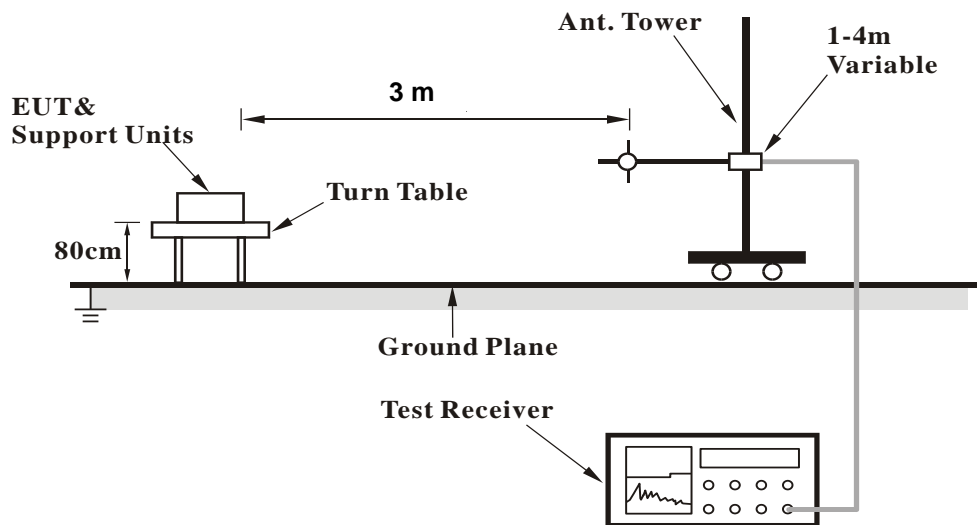 Ant. Tower
1-4m
Variable
3 m
EUT&
Support Units
Turn Table
80cm
Ground Plane
Test Receiver